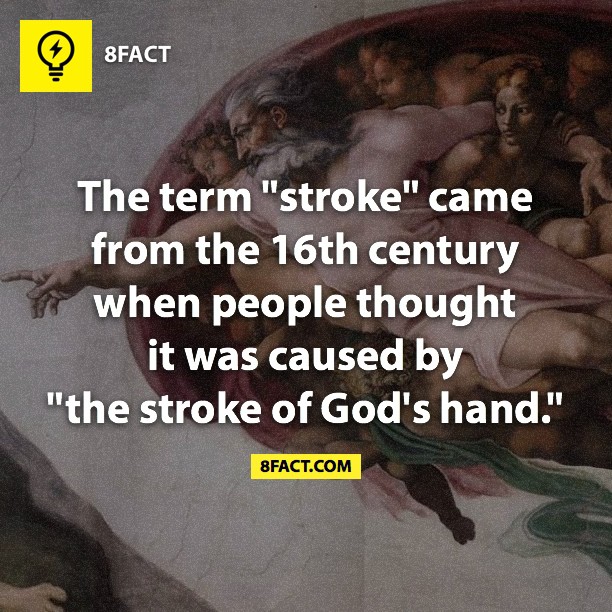 8FACT
The term "stroke" came
from the 16th century
when people thought
it was caused by
"the stroke of God's hand."
8FACT.COM